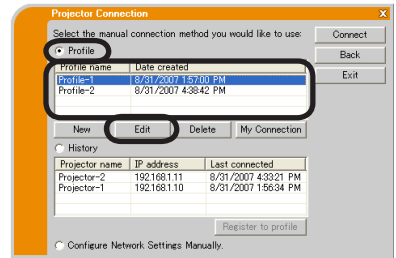 Projector Connection X
Select the manual connection method you would like to use: Connect
Profile Back
Profile name Date created Exit
Profile-1 8/31/2007 1:57:00 PM
Profile-2 8/31/2007 4:38:42 PM
New Edit Delete My Connection
History
Projector name IP address Last connected
Projector-2 192.168.1.11 8/31/2007 4:33:21 PM
Projector-1 192.168.1.10 8/31/2007 1:56:34 PM
Register to profile
Configure Network Settings Manually.